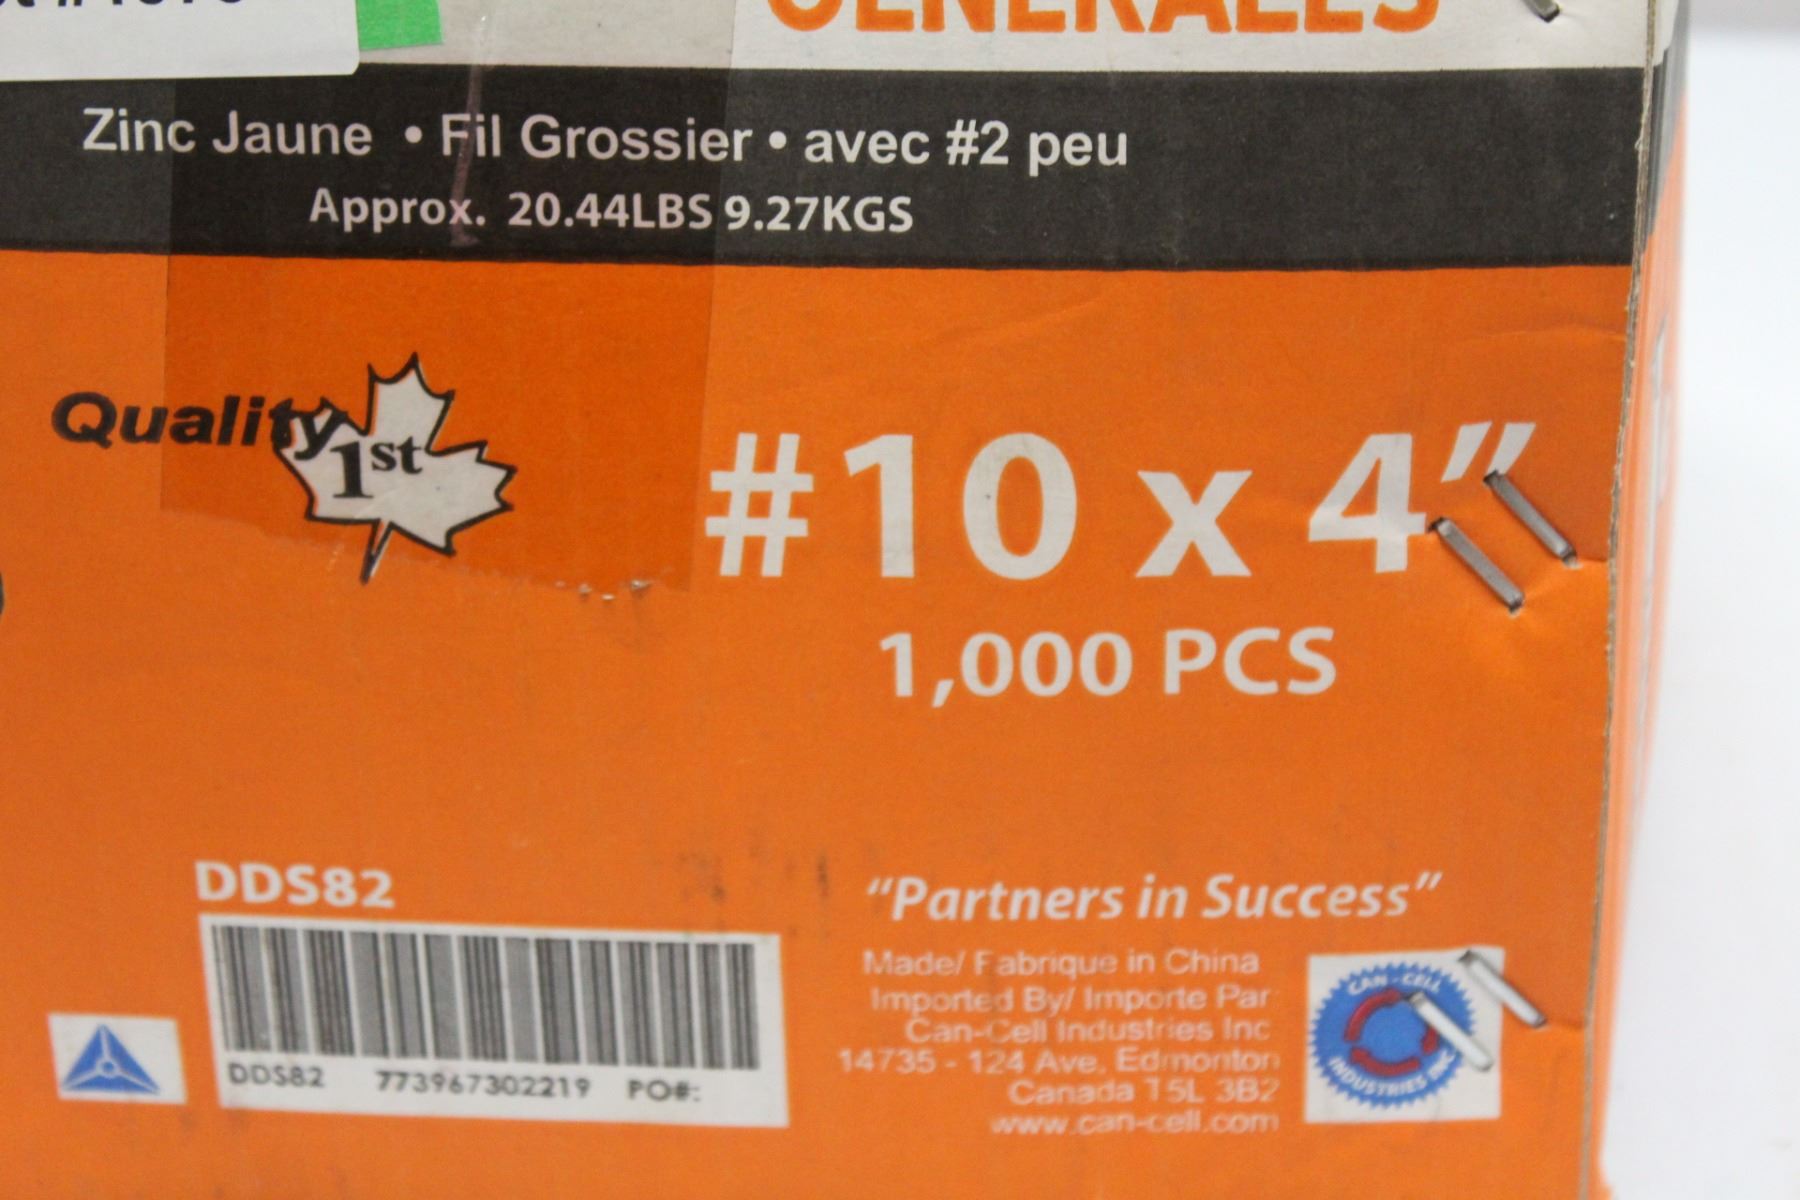 GÉNÉRALES
Zinc Jaune • Fil Grossier • avec #2 peu
Approx. 20.44LBS 9.27KGS
Quality 1st
#10 x 4”
1,000 PCS
DDS82
DDS82 773967302219 PO#:
“Partners in Success”
Made/ Fabrique in China
Imported By/ Importe Par
Can-Cell Industries Inc
14735 - 124 Ave. Edmonton
Canada T5L 3B2
www.can-cell.com
CAN-CELL
INDUSTRIES INC